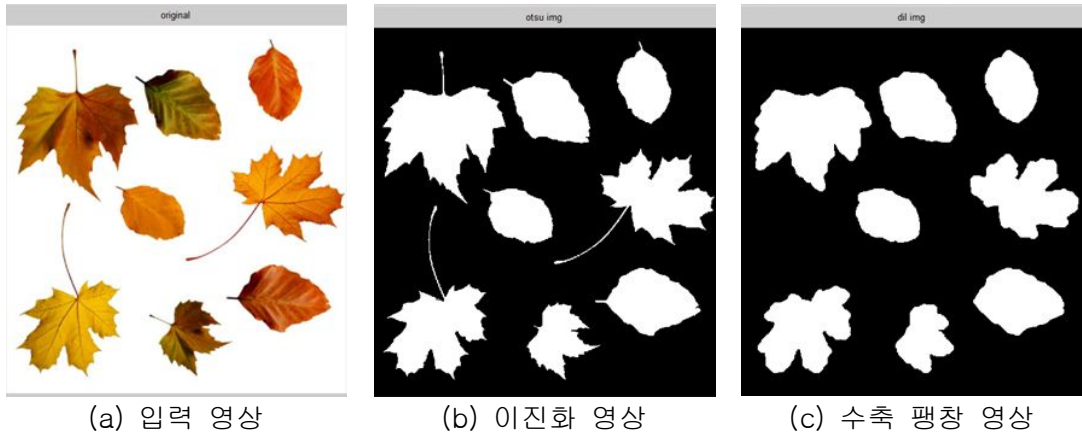 original
otsu img
dil img
(a) 입력 영상
(b) 이진화 영상
(c) 수축 팽창 영상